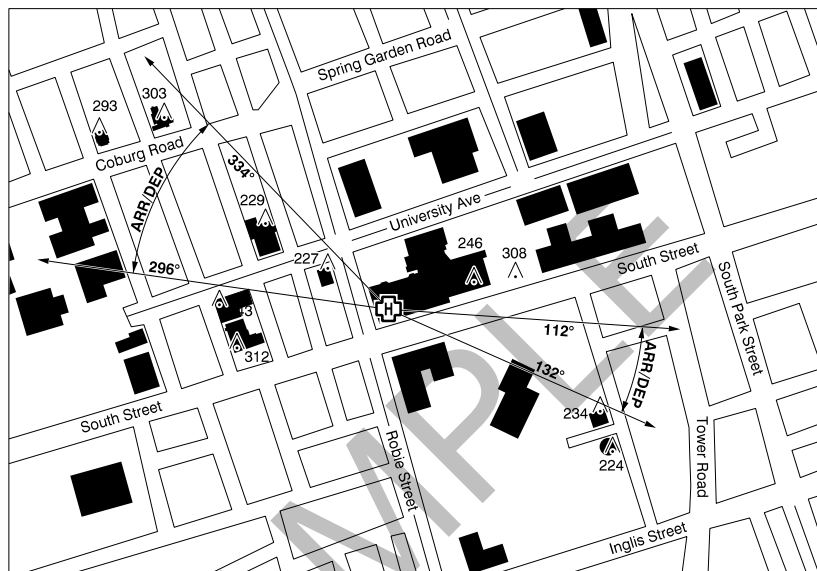 Spring Garden Road
303
293
Coburg Road
334°
ARR/DEP
229
University Ave
246
308
227
296°
South Street
H
112°
312
132°
ARR/DEP
South Park Street
234
South Street
Robie Street
224
Tower Road
Inglis Street
MPLE